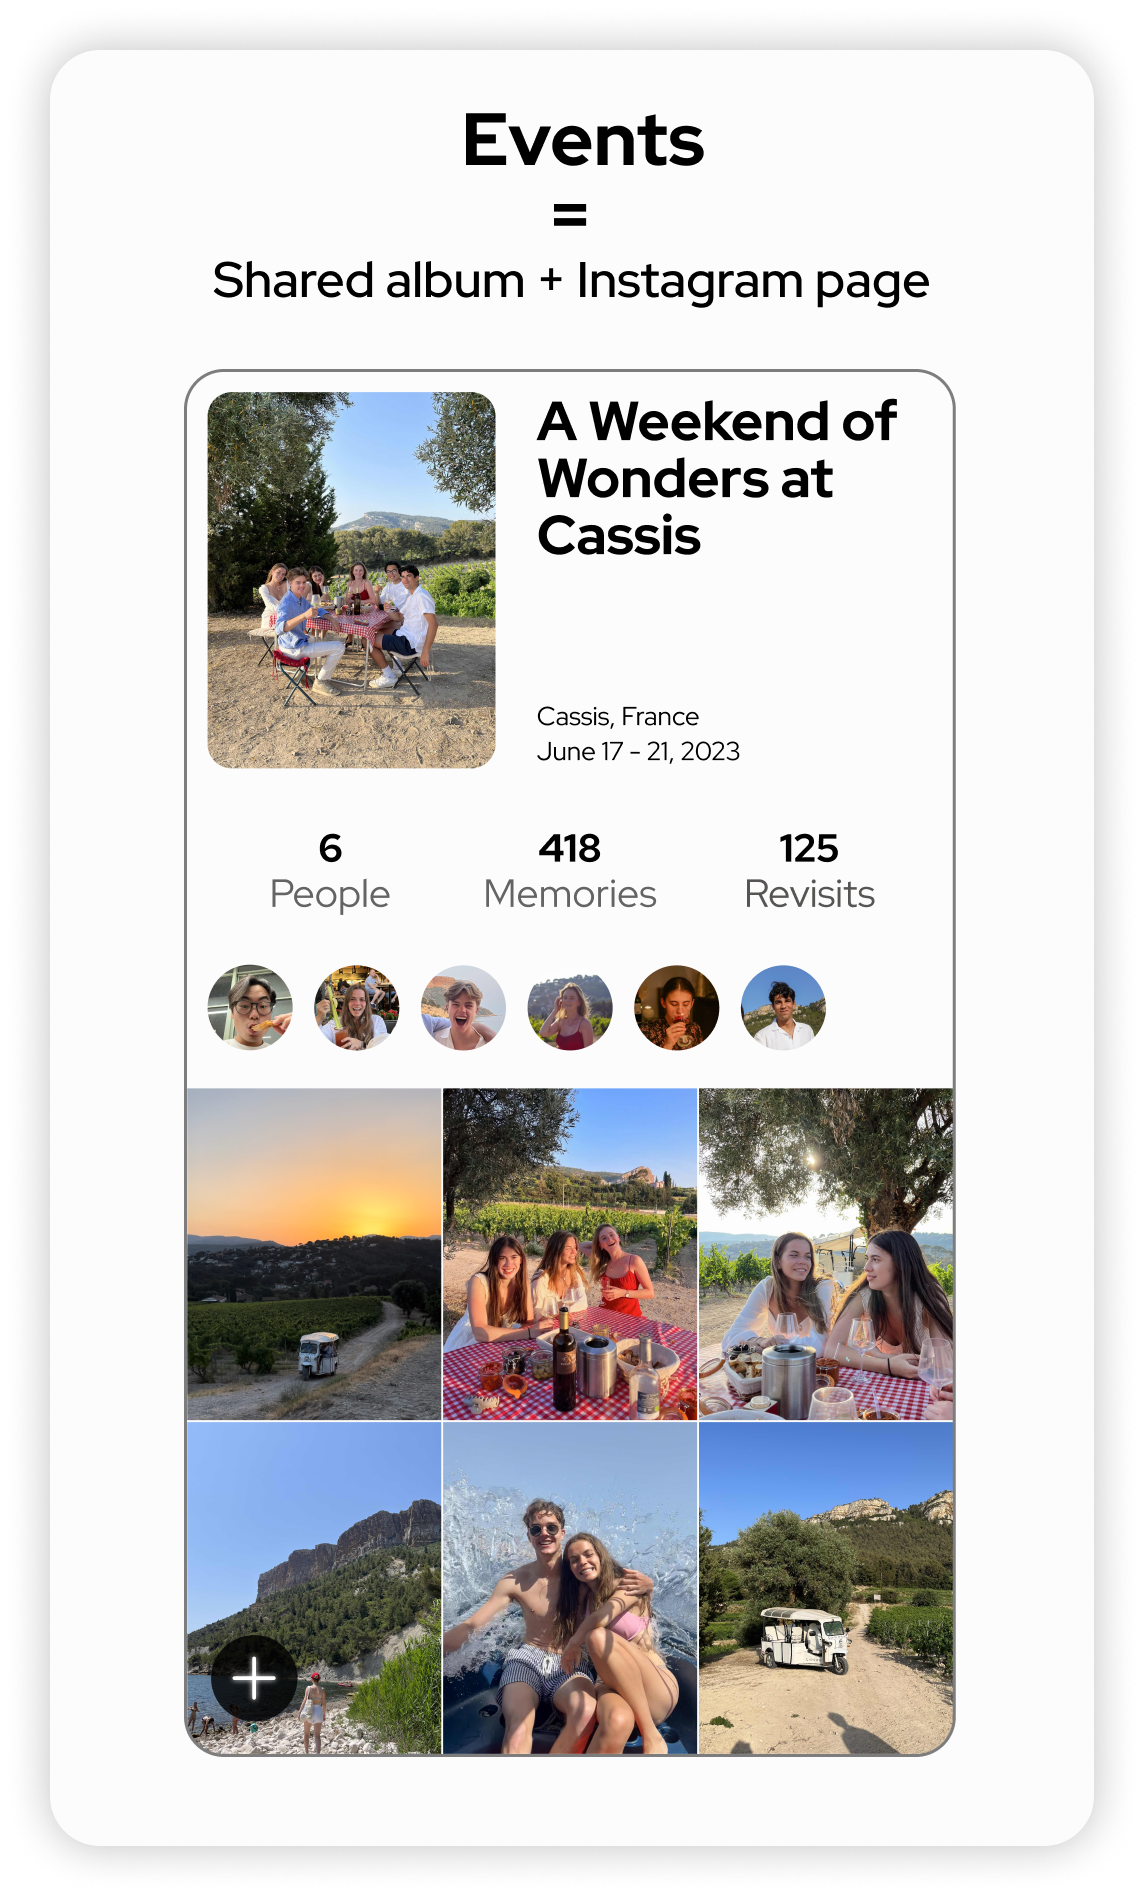 Events
=
Shared album + Instagram page
A Weekend of
Wonders at
Cassis
Cassis, France
June 17 - 21, 2023
6
People
418
Memories
125
Revisits